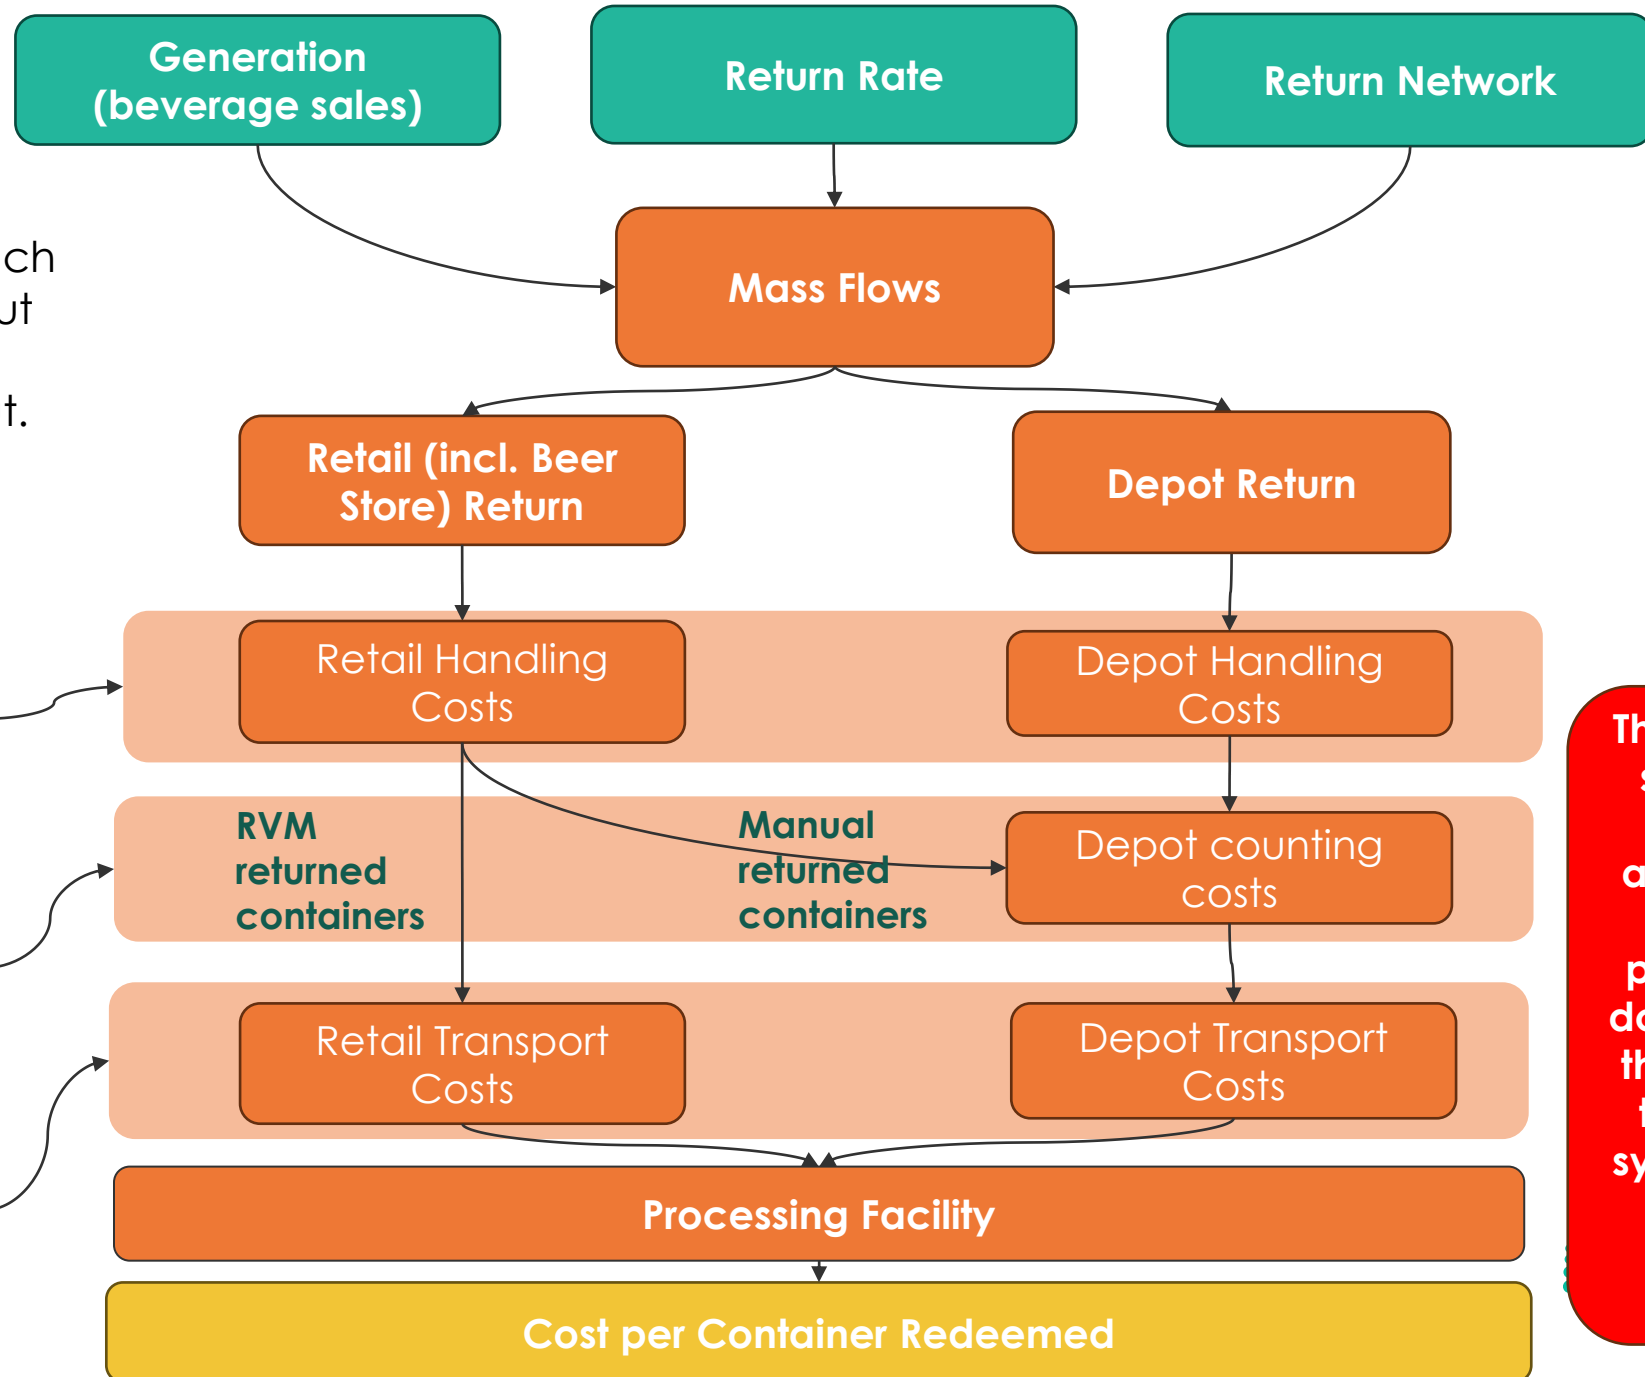 Generation
(beverage sales)
Return Rate
Return Network
Mass Flows
t.
Retail (incl. Beer
Store) Return
Depot Return
Retail Handling
Costs
Depot Handling
Costs
RVM
returned
containers
Manual
returned
containers
Depot counting
costs
Retail Transport
Costs
Depot Transport
Costs
Processing Facility
Cost per Container Redeemed